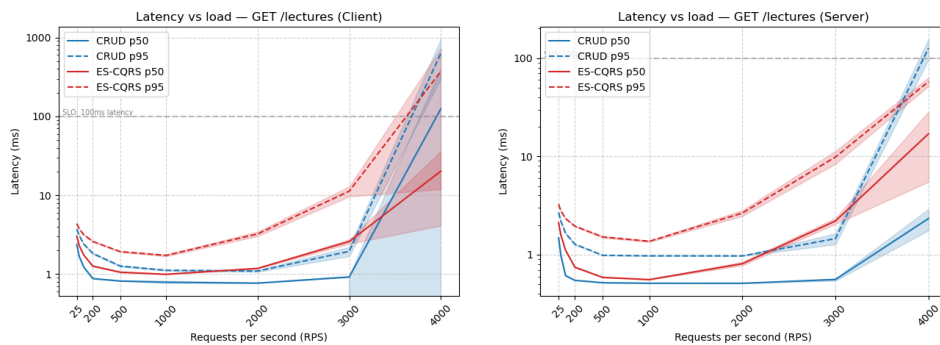 Latency vs load — GET /lectures (Client)
CRUD p50
CRUD p95
ES-CQRS p50
ES-CQRS p95
SLO: 100ms latency
Latency (ms)
1000
100
10
1
25
200
500
1000
2000
3000
4000
Requests per second (RPS)
Latency vs load — GET /lectures (Server)
CRUD p50
CRUD p95
ES-CQRS p50
ES-CQRS p95
Latency (ms)
100
10
1
25
200
500
1000
2000
3000
4000
Requests per second (RPS)